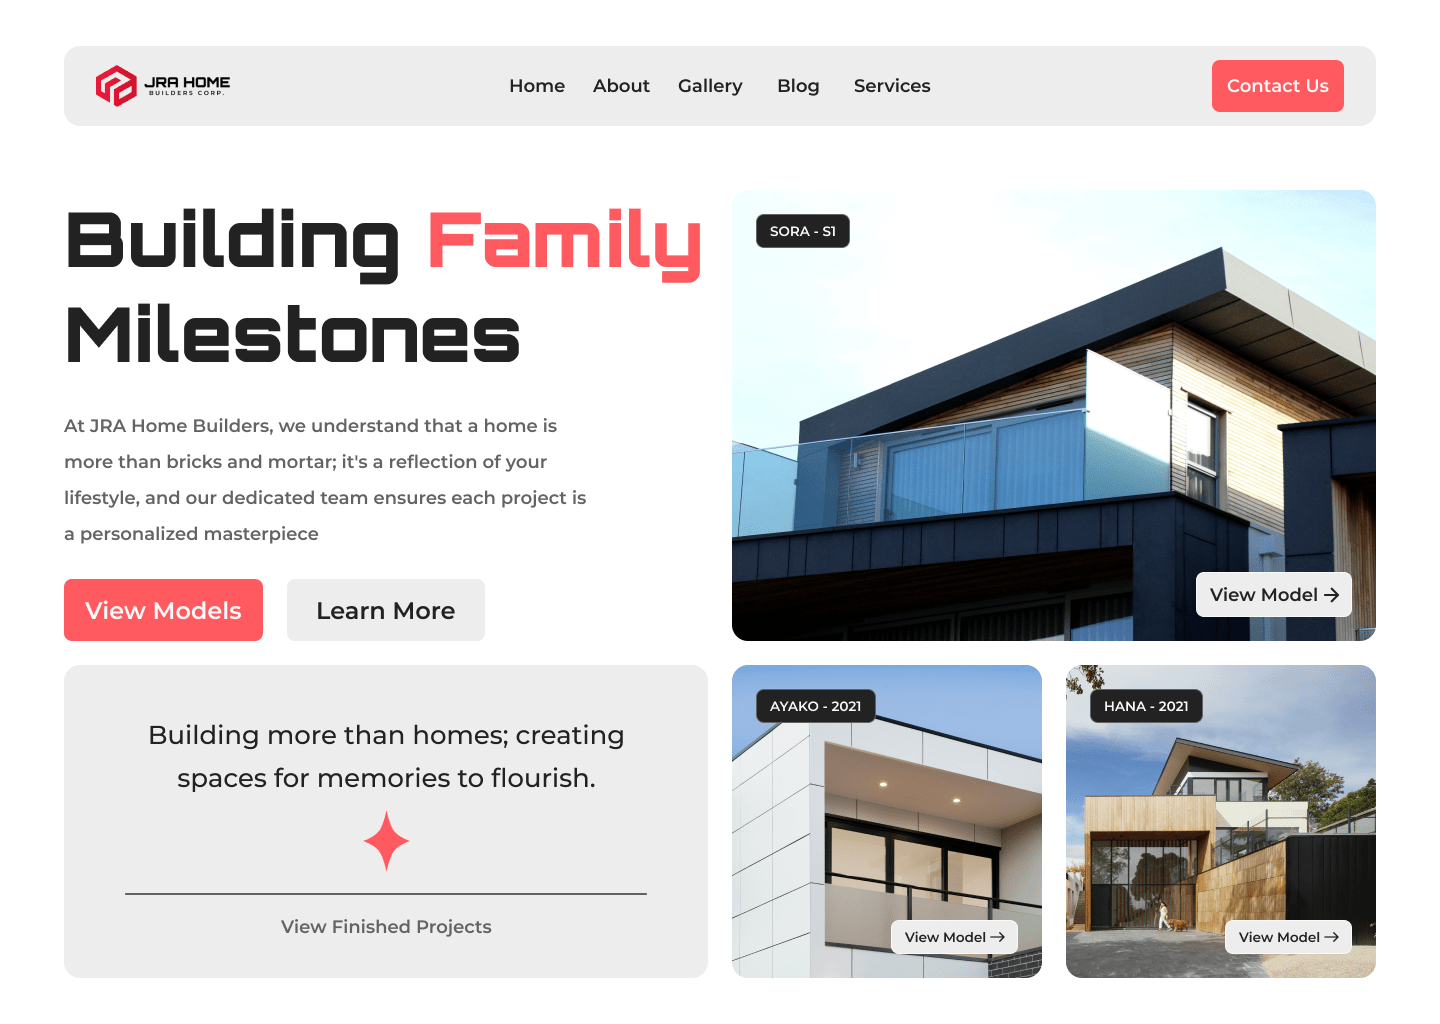 JRA HOME
BUILDERS CORP.
Home
About
Gallery
Blog
Services
Contact Us
Building Family
Milestones
At JRA Home Builders, we understand that a home is
more than bricks and mortar; it's a reflection of your
lifestyle, and our dedicated team ensures each project is
a personalized masterpiece
View Models
Learn More
SORA - S1
View Model
Building more than homes; creating
spaces for memories to flourish.
View Finished Projects
AYAKO - 2021
View Model
HANA - 2021
View Model